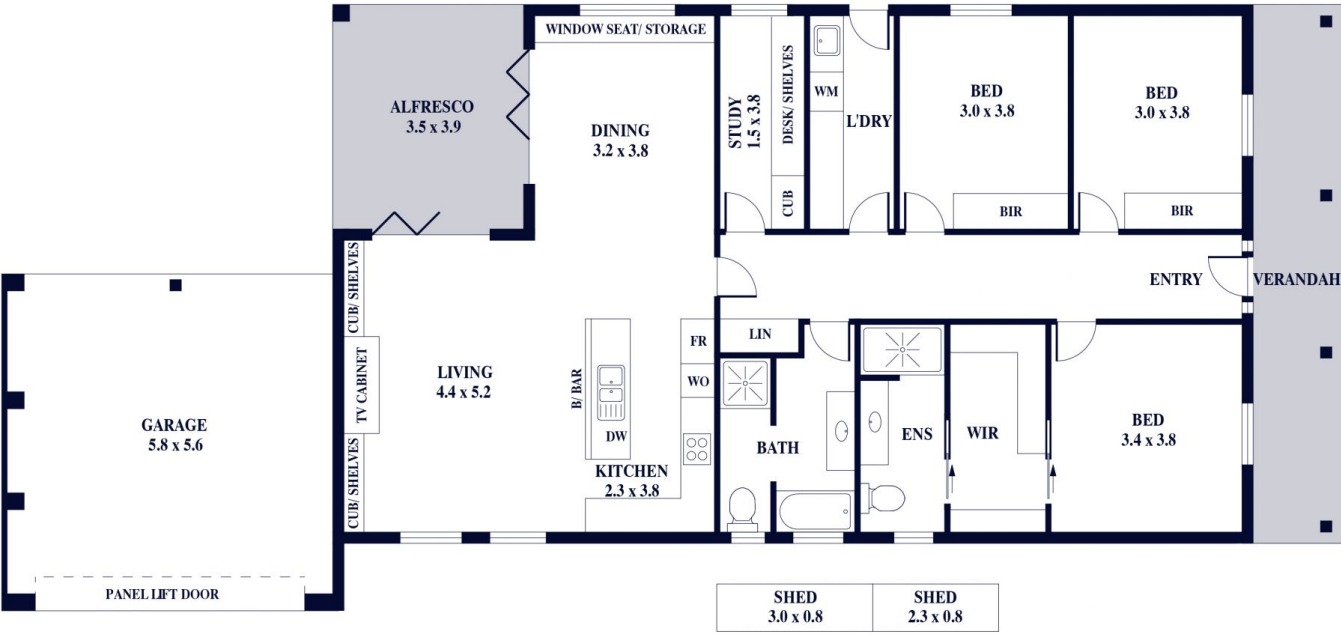 WINDOW SEAT/ STORAGE
ALFRESCO
3.5 x 3.9
DINING
3.2 x 3.8
STUDY
1.5 x 3.8
DESK/ SHELVES
CUB
WM
L'DRY
BED
3.0 x 3.8
BIR
BED
3.0 x 3.8
BIR
ENTRY
VERANDAH
CUB/ SHELVES
TV CABINET
CUB/ SHELVES
LIVING
4.4 x 5.2
B/ BAR
DW
FR
WO
KITCHEN
2.3 x 3.8
LIN
BATH
ENS
WIR
BED
3.4 x 3.8
GARAGE
5.8 x 5.6
PANEL LIFT DOOR
SHED
3.0 x 0.8
SHED
2.3 x 0.8